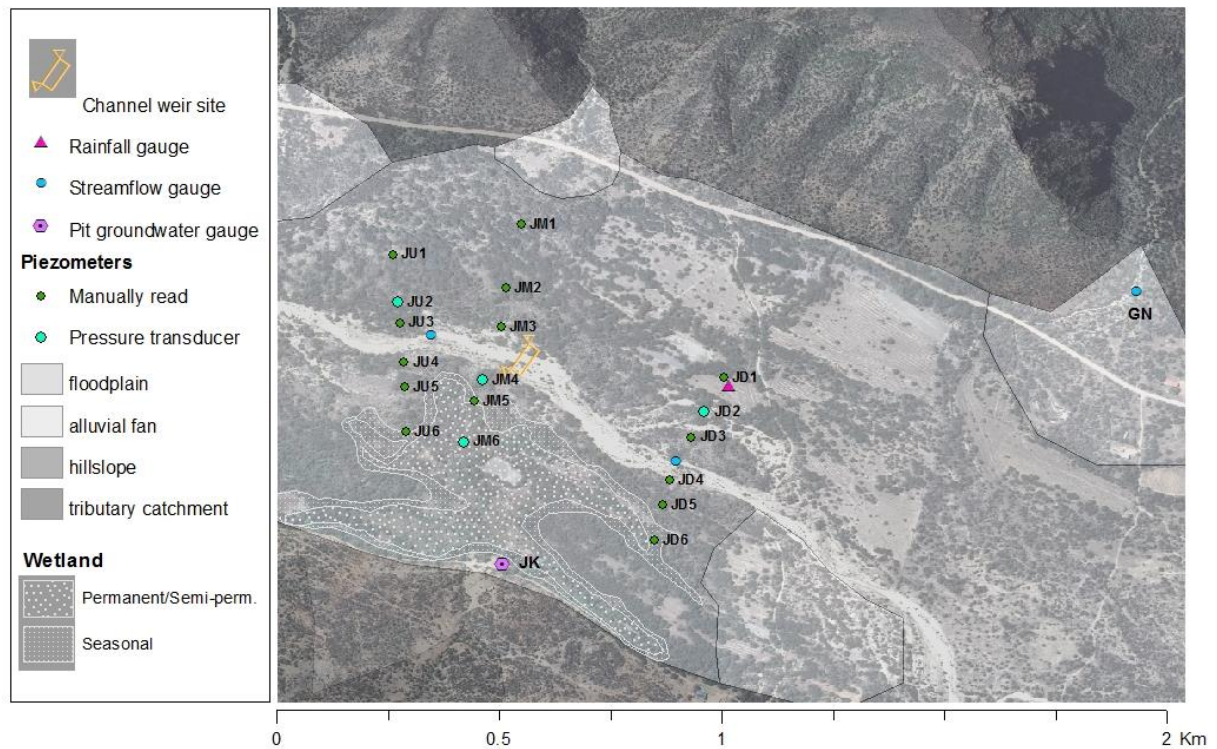 Channel weir site
Rainfall gauge
Streamflow gauge
Pit groundwater gauge
Piezometers
Manually read
Pressure transducer
floodplain
alluvial fan
hillslope
tributary catchment
Wetland
Permanent/Semi-perm.
Seasonal
JM1
JU1
JM2
GN
JU2
JU3
JM3
JU4
JD1
JM4
JU5
JM5
JD2
JU6
JD3
JM6
JD4
JD5
JD6
JK
0 0.5 1 2 Km